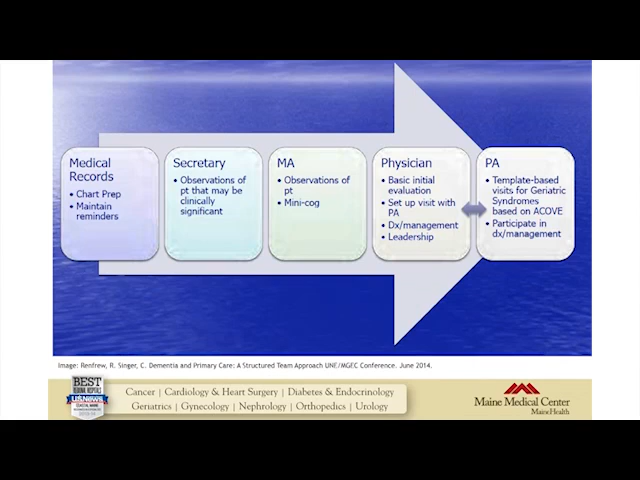 Medical
Records
• Chart Prep
• Maintain
reminders
Secretary
• Observations of
pt that may be
clinically
significant
MA
• Observations of
pt
• Mini-cog
Physician
• Basic initial
evaluation
• Set up visit with
PA
• Dx/management
• Leadership
PA
• Template-based
visits for Geriatric
Syndromes
based on ACOVE
• Participate in
dx/management
Image: Renfrew, R. Singer, C. Dementia and Primary Care: A Structured Team Approach UNE/MGEC Conference. June 2014.
BEST
REGIONAL HOSPITALS
U.S.News
Cancer | Cardiology & Heart Surgery | Diabetes & Endocrinology
Geriatrics | Gynecology | Nephrology | Orthopedics | Urology
Maine Medical Center
MaineHealth